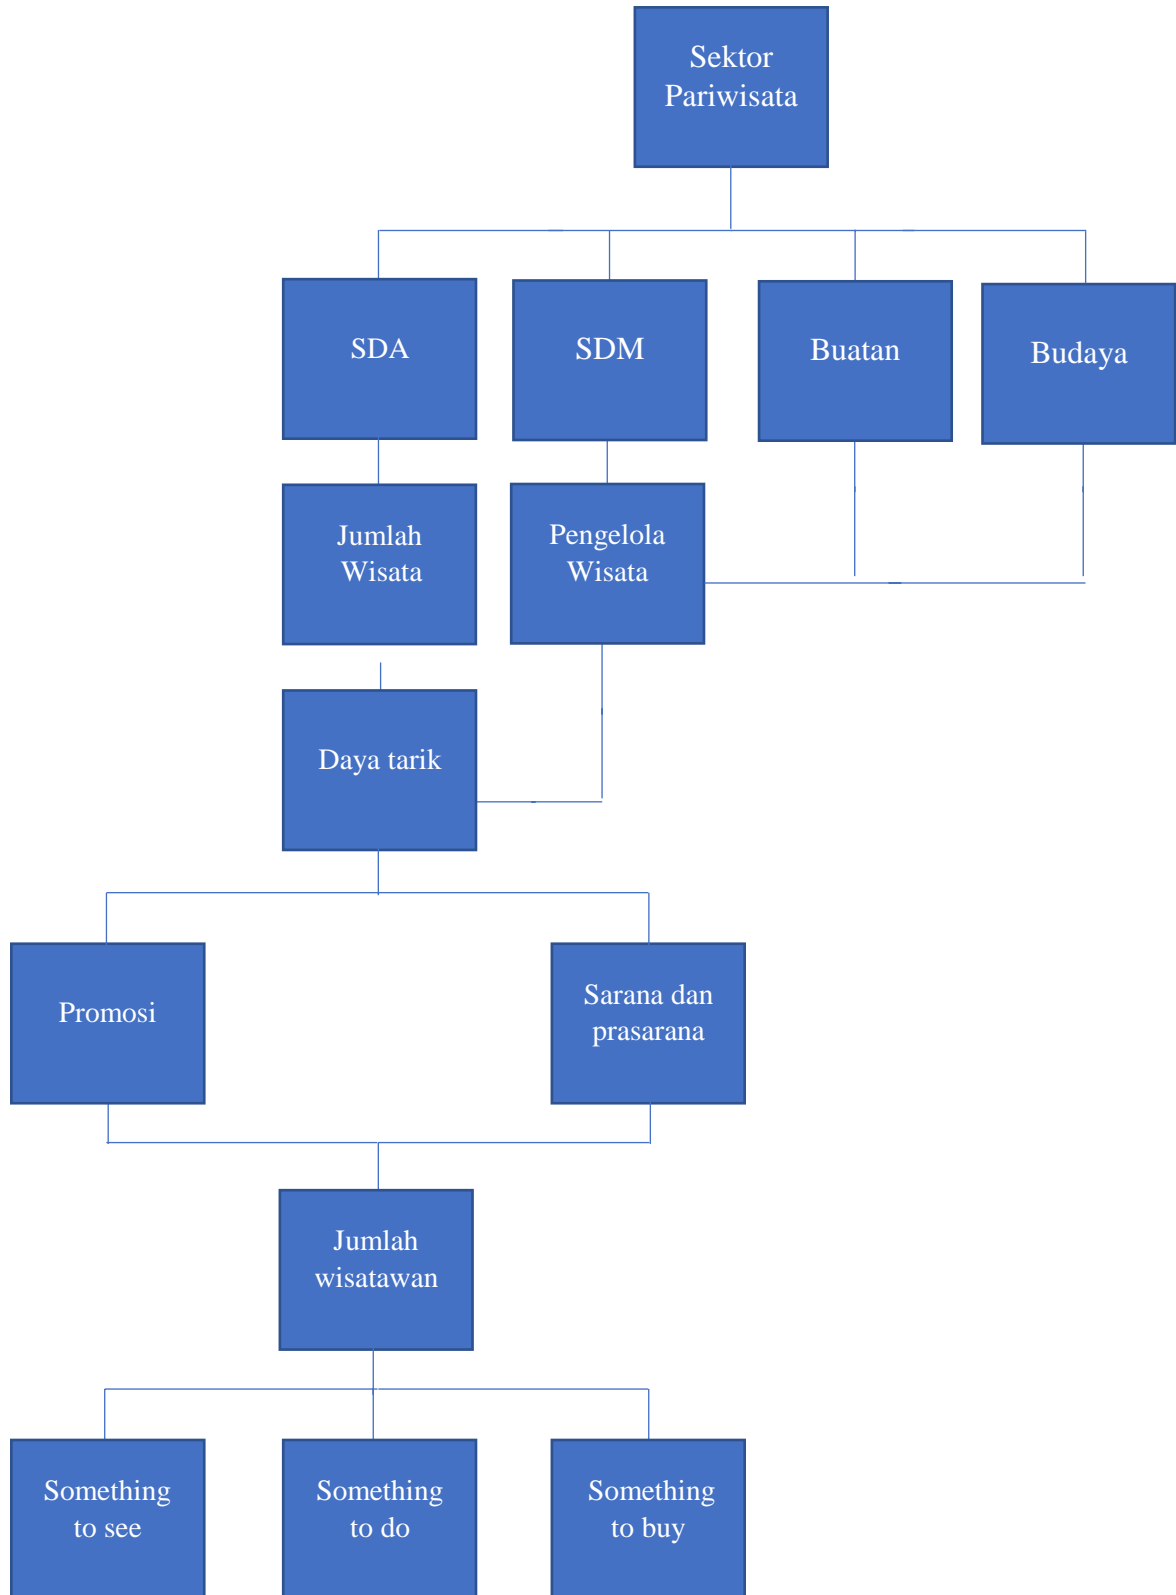 Sektor
Pariwisata
SDA
SDM
Buatan
Budaya
Jumlah
Wisata
Pengelola
Wisata
Daya tarik
Promosi
Sarana dan
prasarana
Jumlah
wisatawan
Something
to see
Something
to do
Something
to buy